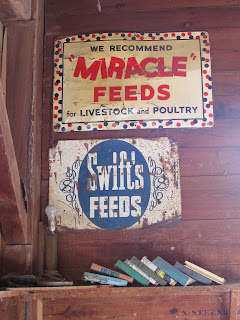 WE RECOMMEND
"MIRACLE"
FEEDS
for LIVESTOCK and POULTRY
Swift's
FEEDS